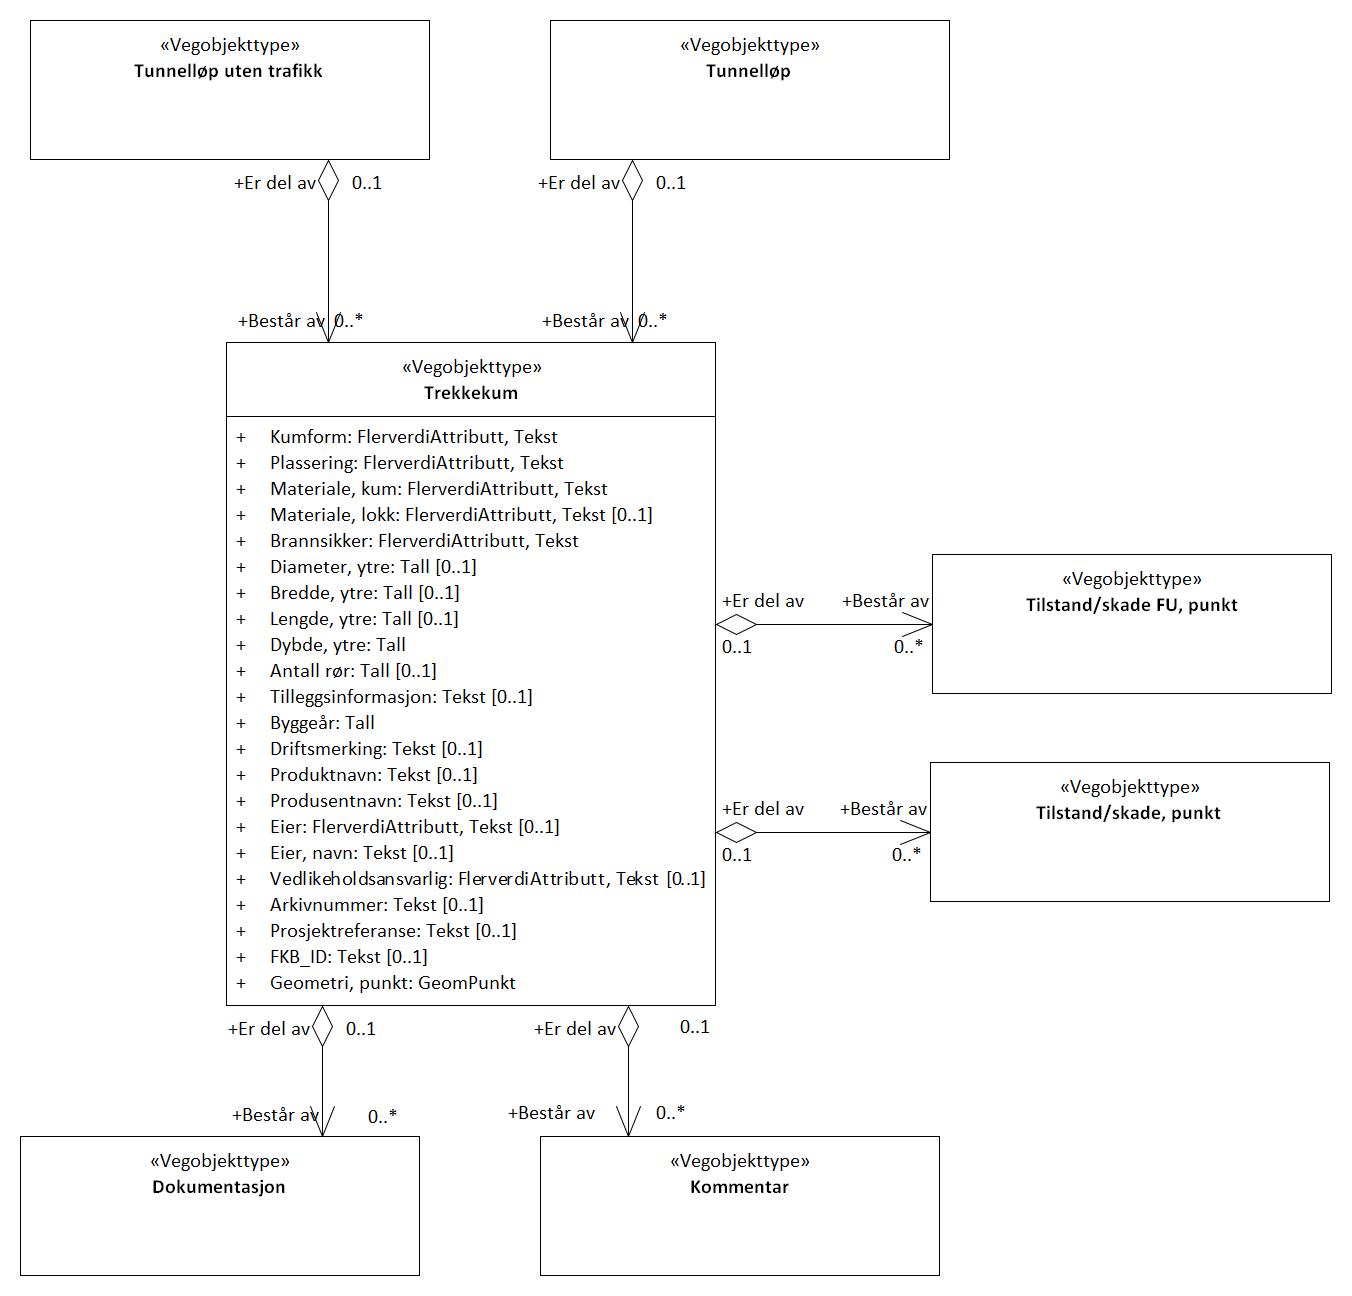 «Vegobjekttype»
Tunnelløp uten trafikk
«Vegobjekttype»
Tunnelløp
+Er del av 0..1
+Er del av 0..1
+Består av 0..*
+Består av 0..*
«Vegobjekttype»
Trekkekum
+ Kumform: FlerverdiAttributt, Tekst
+ Plassering: FlerverdiAttributt, Tekst
+ Materiale, kum: FlerverdiAttributt, Tekst
+ Materiale, lokk: FlerverdiAttributt, Tekst [0..1]
+ Brannsikker: FlerverdiAttributt, Tekst
+ Diameter, ytre: Tall [0..1]
+ Bredde, ytre: Tall [0..1]
+ Lengde, ytre: Tall [0..1]
+ Dybde, ytre: Tall
+ Antall rør: Tall [0..1]
+ Tilleggsinformasjon: Tekst [0..1]
+ Byggeår: Tall
+ Driftsmerking: Tekst [0..1]
+ Produktnavn: Tekst [0..1]
+ Produsentnavn: Tekst [0..1]
+ Eier: FlerverdiAttributt, Tekst [0..1]
+ Eier, navn: Tekst [0..1]
+ Vedlikeholdsansvarlig: FlerverdiAttributt, Tekst [0..1]
+ Arkivnummer: Tekst [0..1]
+ Prosjektreferanse: Tekst [0..1]
+ FKB_ID: Tekst [0..1]
+ Geometri, punkt: GeomPunkt
+Er del av +Består av
0..1 0..*
«Vegobjekttype»
Tilstand/skade FU, punkt
+Er del av +Består av
0..1 0..*
«Vegobjekttype»
Tilstand/skade, punkt
+Er del av 0..1
+Er del av 0..1
+Består av 0..*
+Består av 0..*
«Vegobjekttype»
Dokumentasjon
«Vegobjekttype»
Kommentar